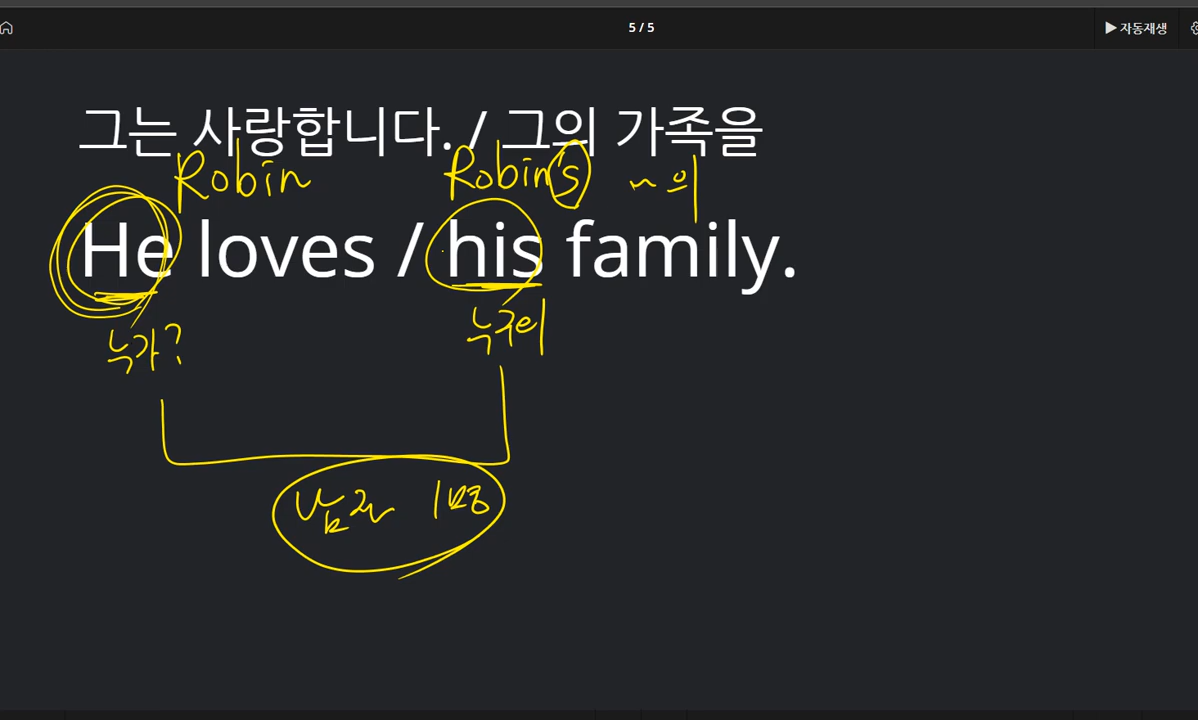 5 / 5
▶ 자동재생
그는 사랑합니다. / 그의 가족을
Robin Robin's ~의
He loves / his family.
누가? 누구의
남자 1명